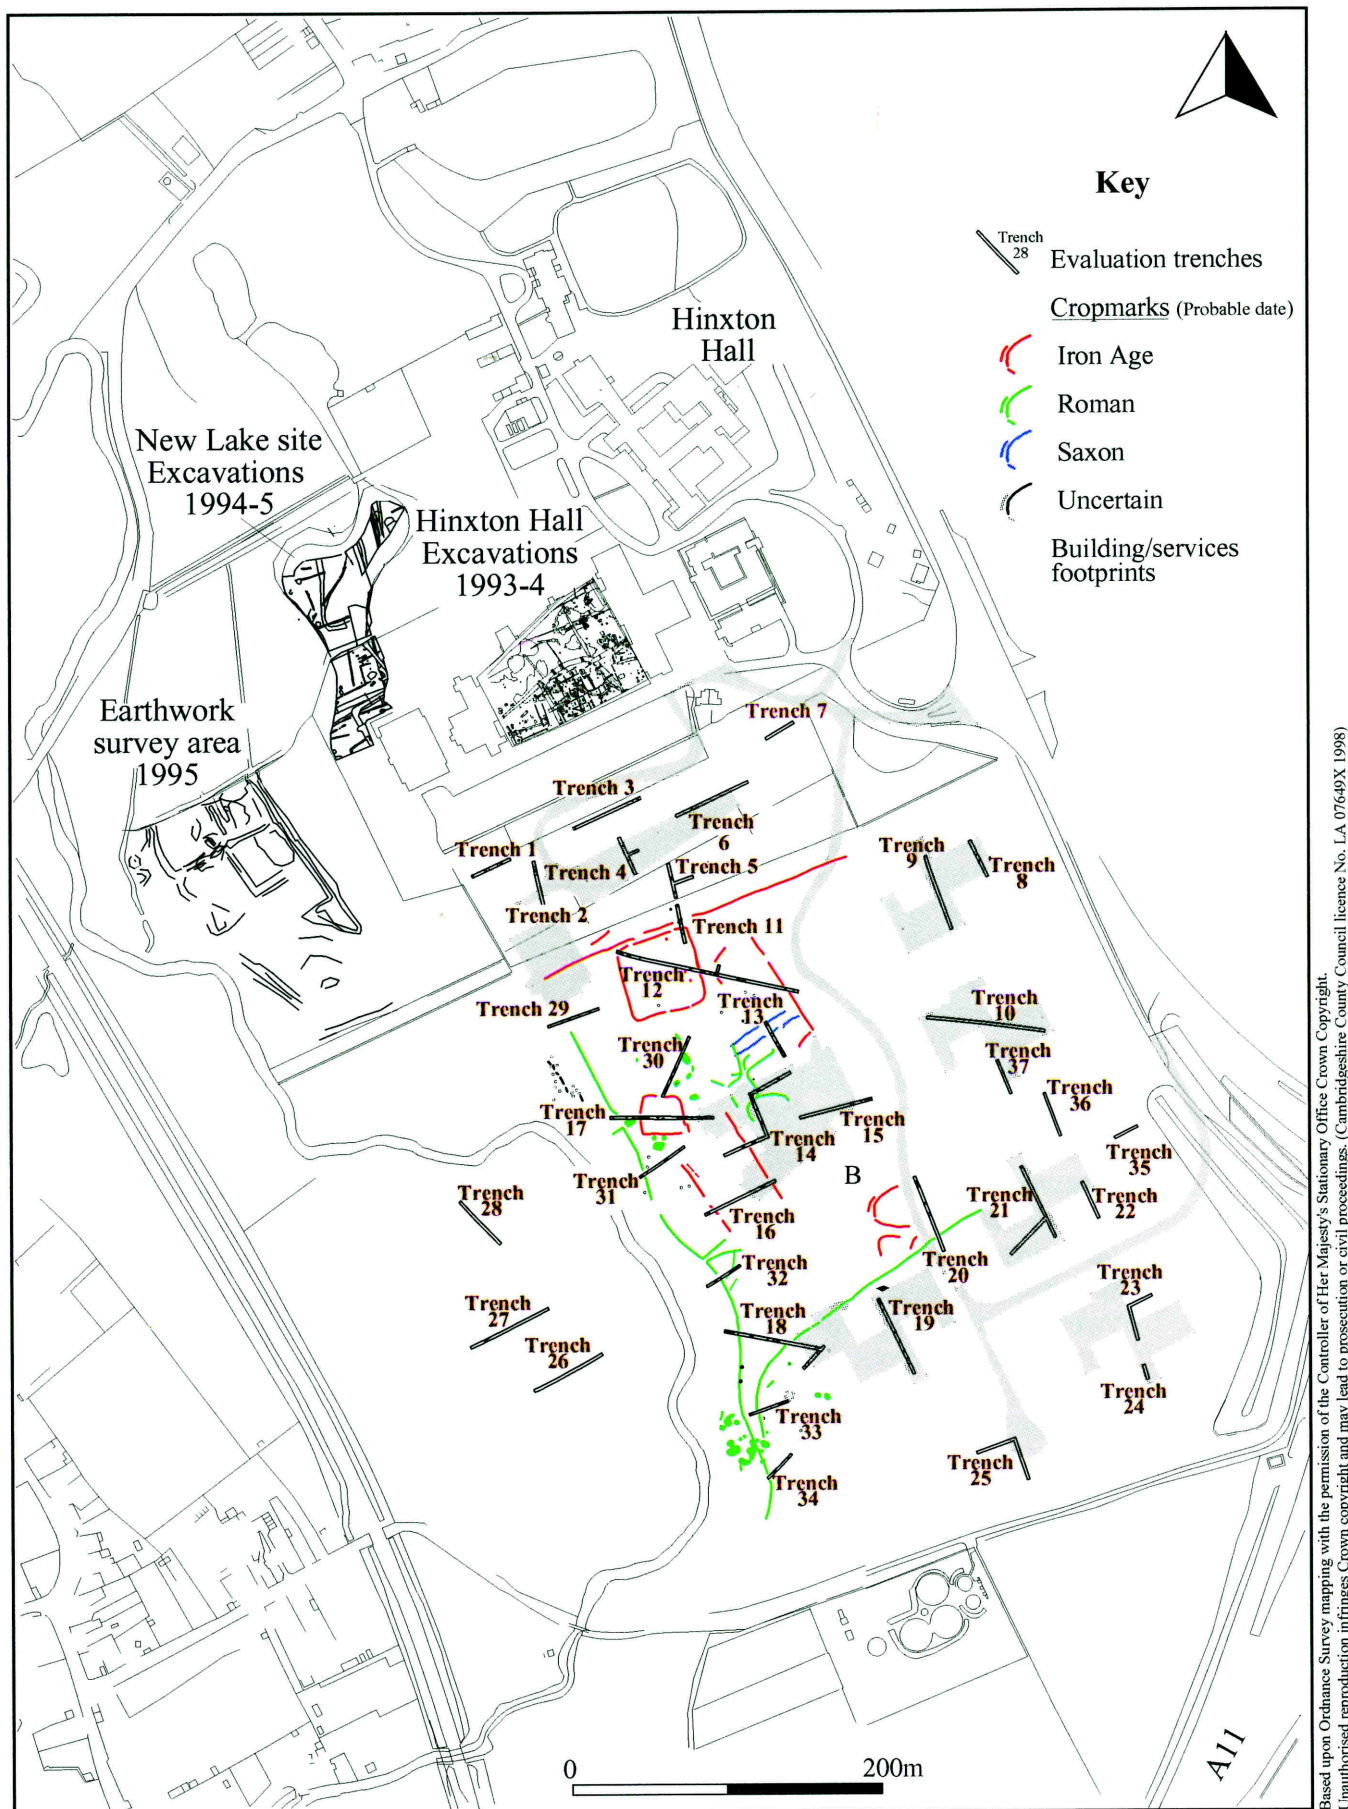 Key
Trench
28
Evaluation trenches
Cropmarks (Probable date)
Iron Age
Roman
Saxon
Uncertain
Building/services
footprints
Hinxton
Hall
New Lake site
Excavations
1994-5
Hinxton Hall
Excavations
1993-4
Earthwork
survey area
1995
Trench 7
Trench 3
Trench
6
Trench 1
Trench 4
Trench 5
Trench
9
Trench
8
Trench 2
Trench 11
Trench
12
Trench 29
Trench
13
Trench
10
Trench
30
Trench
37
Trench
36
Trench
17
Trench
15
Trench
14
Trench
35
B
Trench
31
Trench
28
Trench
21
Trench
22
Trench
16
Trench
32
Trench
20
Trench
23
Trench
27
Trench
18
Trench
19
Trench
26
Trench
24
Trench
33
Trench
25
Trench
34
0
200m
A11
Based upon Ordnance Survey mapping with the permission of the Controller of Her Majesty's Stationary Office Crown Copyright.
Unauthorised reproduction infringes Crown copyright and may lead to prosecution or civil proceedings. (Cambridgeshire County Council licence No. LA 07649X 1998)